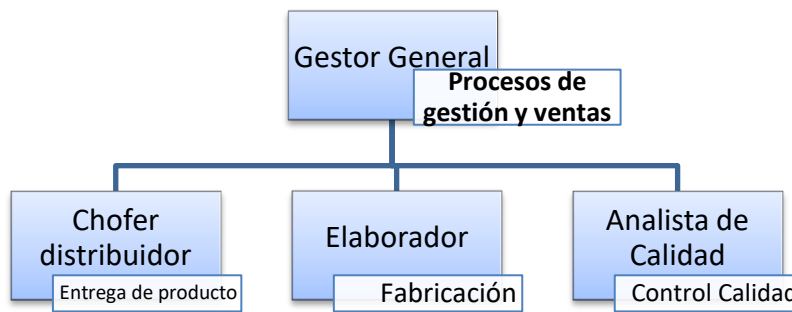 Gestor General
Procesos de
gestión y ventas
Chofer
distribuidor
Entrega de producto
Elaborador
Fabricación
Analista de
Calidad
Control Calidad